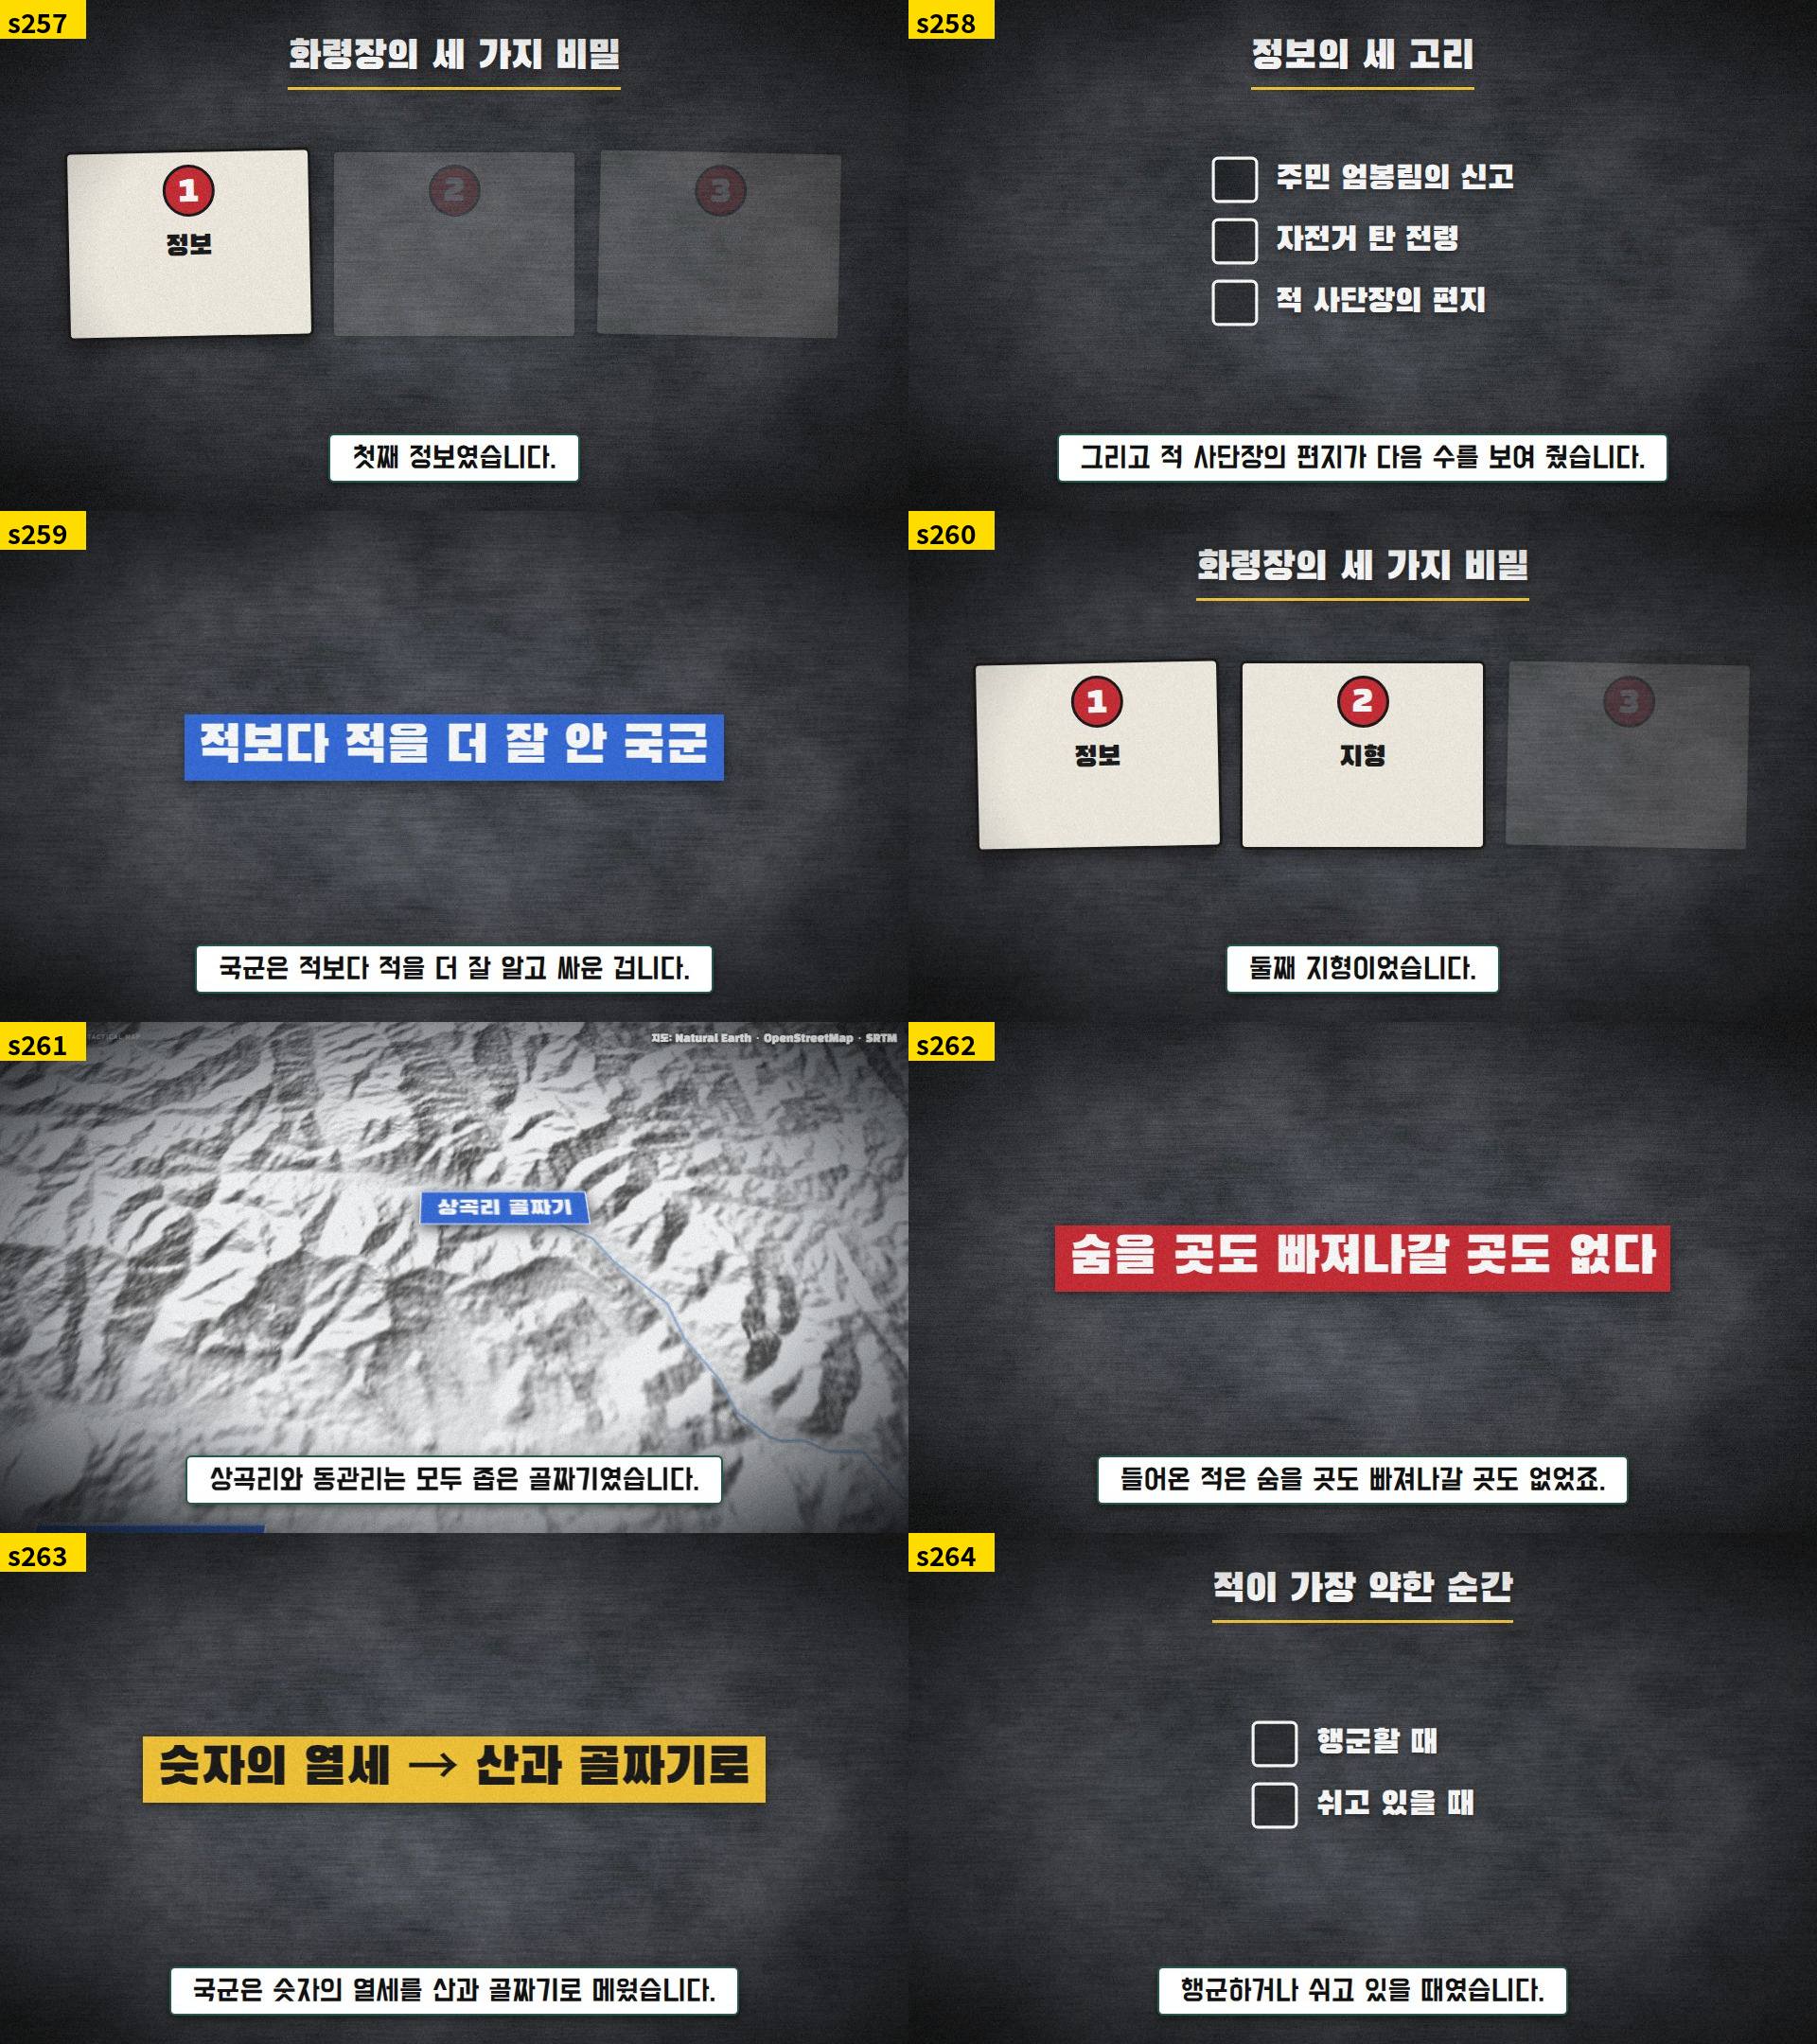 s257
화령장의 세 가지 비밀
1
2
3
정보
첫째 정보였습니다.
s258
정보의 세 고리
주민 엄봉림의 신고
자전거 탄 전령
적 사단장의 편지
그리고 적 사단장의 편지가 다음 수를 보여 줬습니다.
s259
적보다 적을 더 잘 안 국군
국군은 적보다 적을 더 잘 알고 싸운 겁니다.
s260
화령장의 세 가지 비밀
1
2
3
정보
지형
둘째 지형이었습니다.
s261
TACTICAL MAP
지도: Natural Earth · OpenStreetMap · SRTM
상곡리 골짜기
상곡리와 동관리는 모두 좁은 골짜기였습니다.
s262
숨을 곳도 빠져나갈 곳도 없다
들어온 적은 숨을 곳도 빠져나갈 곳도 없었죠.
s263
숫자의 열세 → 산과 골짜기로
국군은 숫자의 열세를 산과 골짜기로 메웠습니다.
s264
적이 가장 약한 순간
행군할 때
쉬고 있을 때
행군하거나 쉬고 있을 때였습니다.